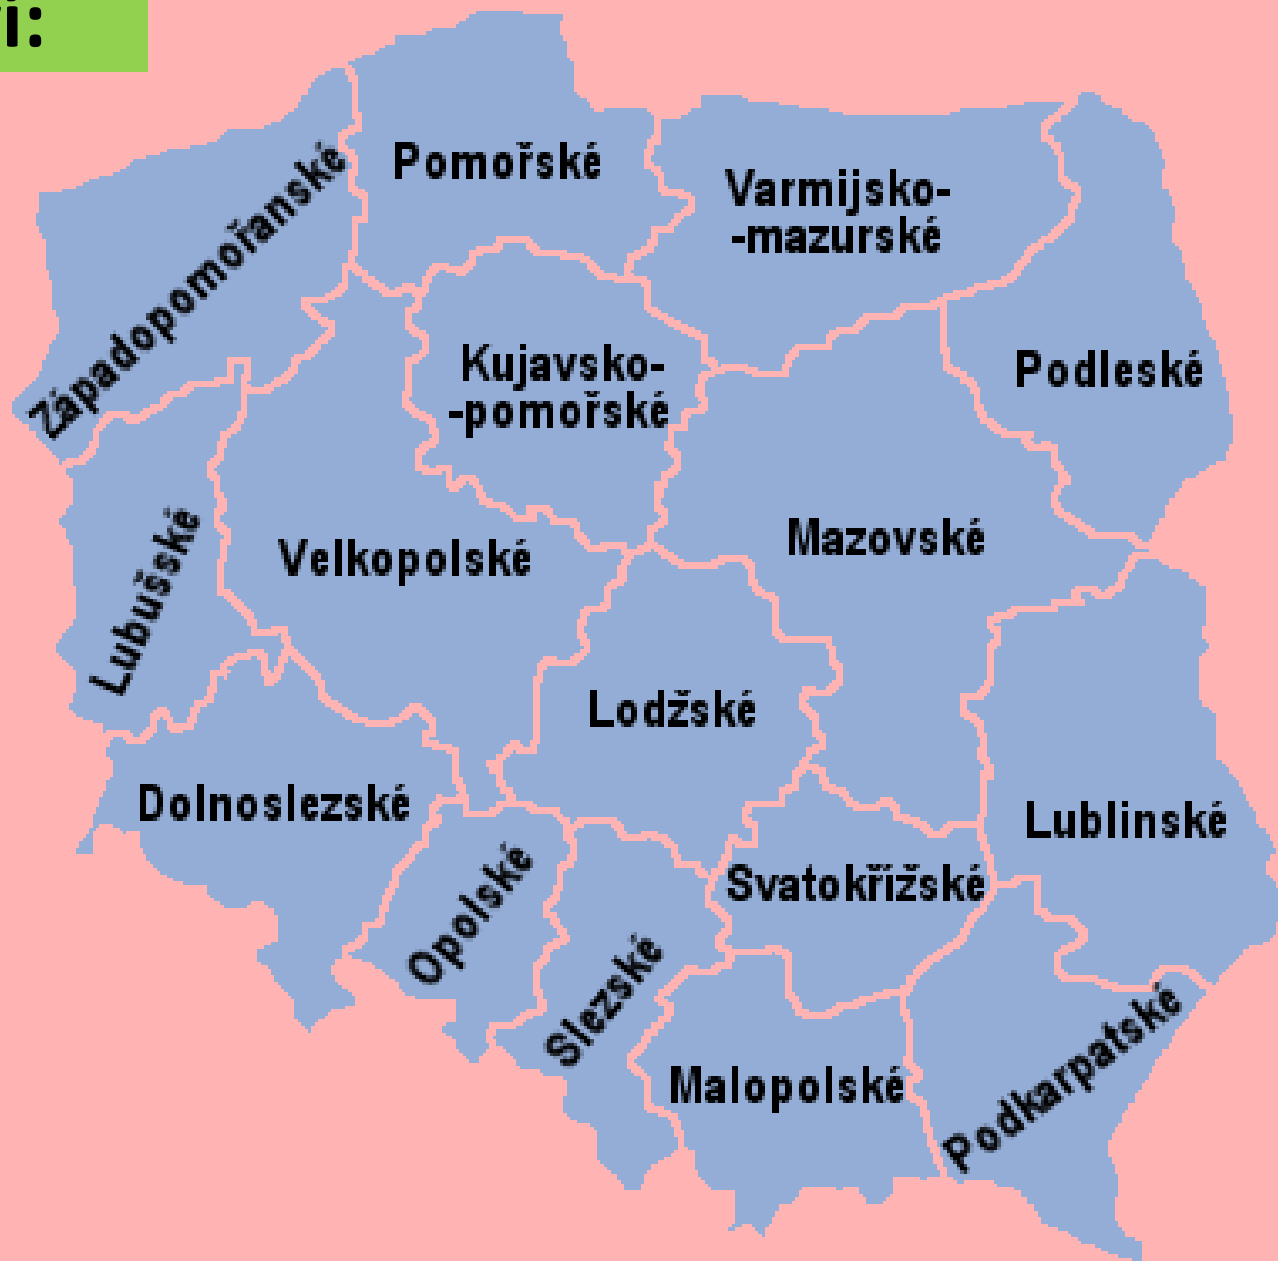 i:
Pomořské
Západopomořanské
Varmijsko-
-mazurské
Kujavsko-
-pomořské
Podleské
Lubušské
Velkopolské
Mazovské
Lodžské
Dolnoslezské
Lublinské
Opolské
Svatokřížské
Slezské
Malopolské
Podkarpatské